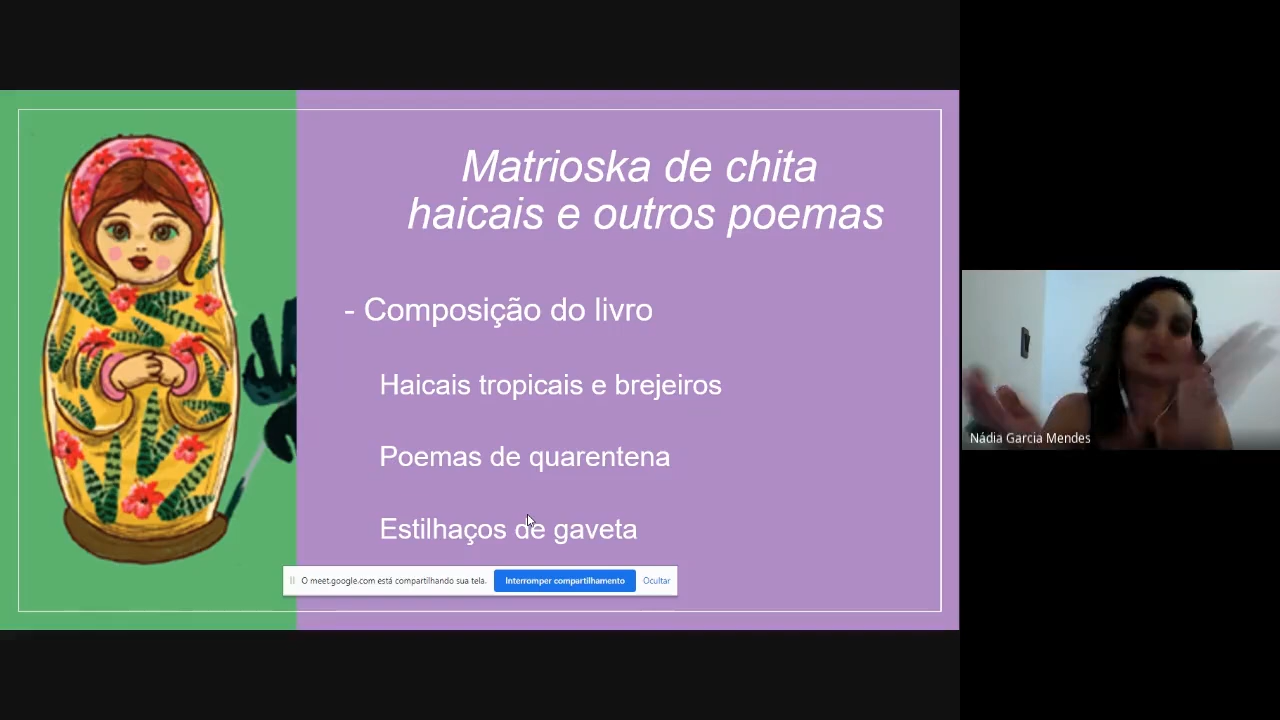 Matrioska de chita
haicais e outros poemas
- Composição do livro
Haicais tropicais e brejeiros
Poemas de quarentena
Estilhaços de gaveta
O meet.google.com está compartilhando sua tela. Interromper compartilhamento Ocultar
Nádia Garcia Mendes